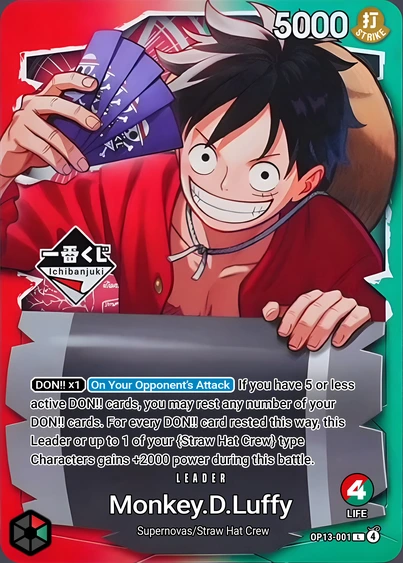 5000
打
STRIKE
一番くじ
Ichibankuji
DON!! x1 On Your Opponent's Attack If you have 5 or less
active DON!! cards, you may rest any number of your
DON!! cards. For every DON!! card rested this way, this
Leader or up to 1 of your {Straw Hat Crew} type
Characters gains +2000 power during this battle.
LEADER
Monkey.D.Luffy
Supernovas/Straw Hat Crew
4
LIFE
OP13-001 L 4